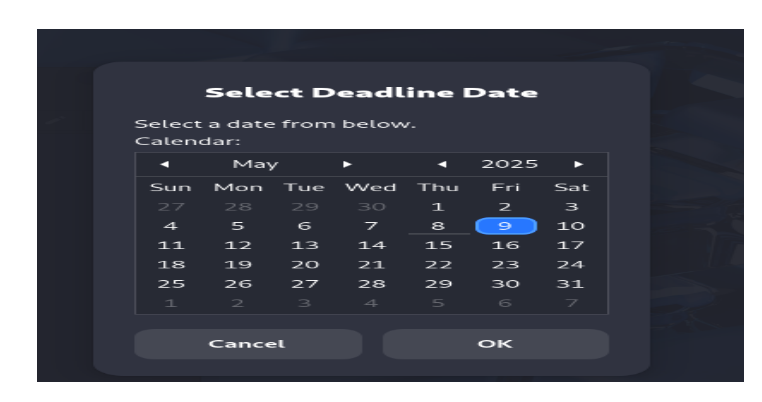 Select Deadline Date
Select a date from below.
Calendar:
◂ May ▸ ◂ 2025 ▸
Sun Mon Tue Wed Thu Fri Sat
27 28 29 30 1 2 3
4 5 6 7 8 9 10
11 12 13 14 15 16 17
18 19 20 21 22 23 24
25 26 27 28 29 30 31
1 2 3 4 5 6 7
Cancel OK